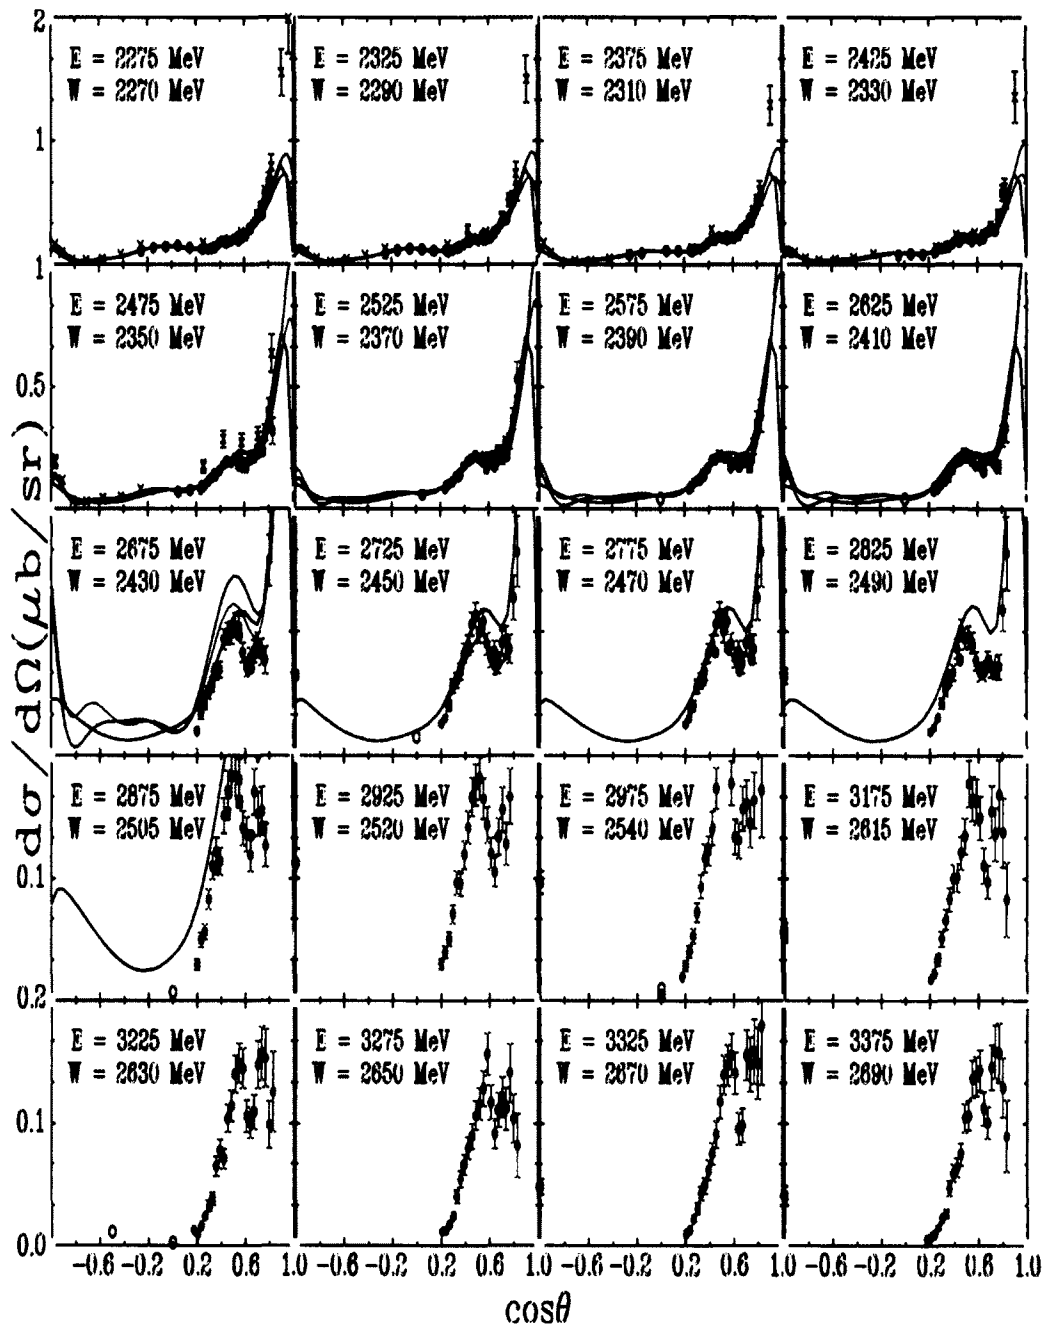 2
E = 2275 MeV
W = 2270 MeV
E = 2325 MeV
W = 2290 MeV
E = 2375 MeV
W = 2310 MeV
E = 2425 MeV
W = 2330 MeV
1
1
E = 2475 MeV
W = 2350 MeV
E = 2525 MeV
W = 2370 MeV
E = 2575 MeV
W = 2390 MeV
E = 2625 MeV
W = 2410 MeV
0.5
dσ/dΩ(μb/sr)
E = 2675 MeV
W = 2430 MeV
E = 2725 MeV
W = 2450 MeV
E = 2775 MeV
W = 2470 MeV
E = 2825 MeV
W = 2490 MeV
E = 2875 MeV
W = 2505 MeV
E = 2925 MeV
W = 2520 MeV
E = 2975 MeV
W = 2540 MeV
E = 3175 MeV
W = 2615 MeV
0.1
0.2
E = 3225 MeV
W = 2630 MeV
E = 3275 MeV
W = 2650 MeV
E = 3325 MeV
W = 2670 MeV
E = 3375 MeV
W = 2690 MeV
0.1
0.0
-0.6 -0.2 0.2 0.6 1.0 -0.6 -0.2 0.2 0.6 1.0 -0.6 -0.2 0.2 0.6 1.0 -0.6 -0.2 0.2 0.6 1.0
cosθ